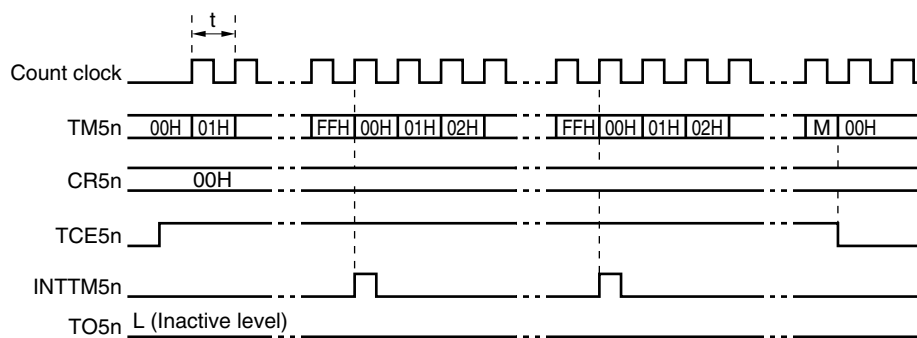 t
Count clock
TM5n 00H 01H FFH 00H 01H 02H FFH 00H 01H 02H M 00H
CR5n 00H
TCE5n
INTTM5n
TO5n L (Inactive level)